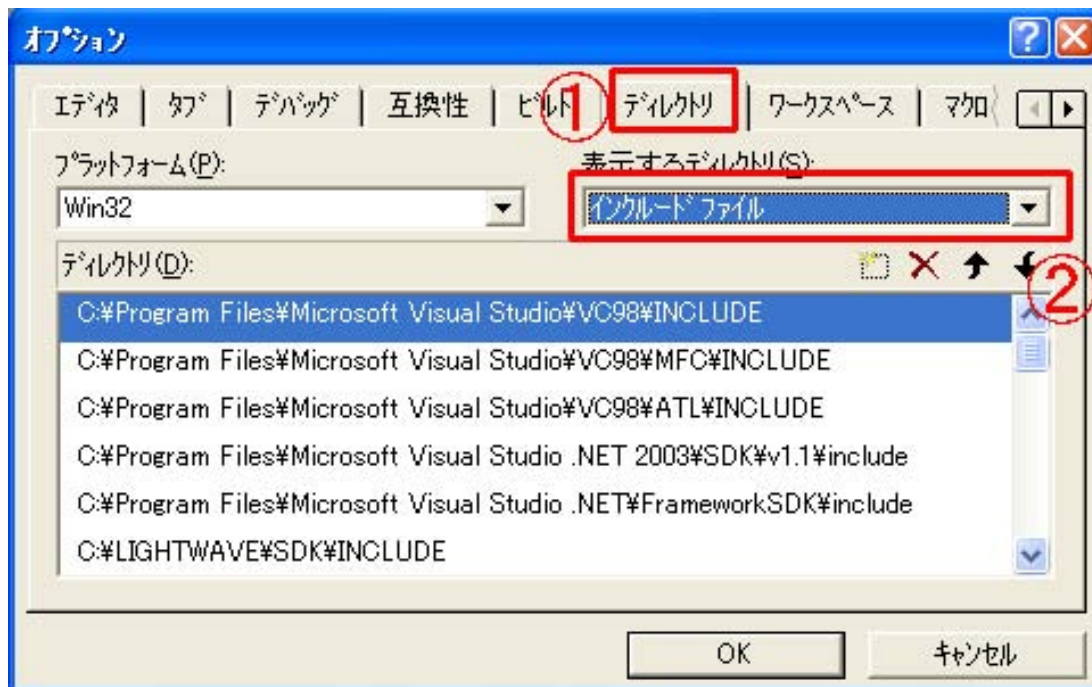 オプション
エディタ タブ デバッグ 互換性 ビルド ① ディレクトリ ワークスペース マクロ
プラットフォーム(P): 表示するディレクトリ(S):
Win32 インクルード ファイル
ディレクトリ(D):
②
C:¥Program Files¥Microsoft Visual Studio¥VC98¥INCLUDE
C:¥Program Files¥Microsoft Visual Studio¥VC98¥MFC¥INCLUDE
C:¥Program Files¥Microsoft Visual Studio¥VC98¥ATL¥INCLUDE
C:¥Program Files¥Microsoft Visual Studio .NET 2003¥SDK¥v1.1¥include
C:¥Program Files¥Microsoft Visual Studio .NET¥FrameworkSDK¥include
C:¥LIGHTWAVE¥SDK¥INCLUDE
OK キャンセル